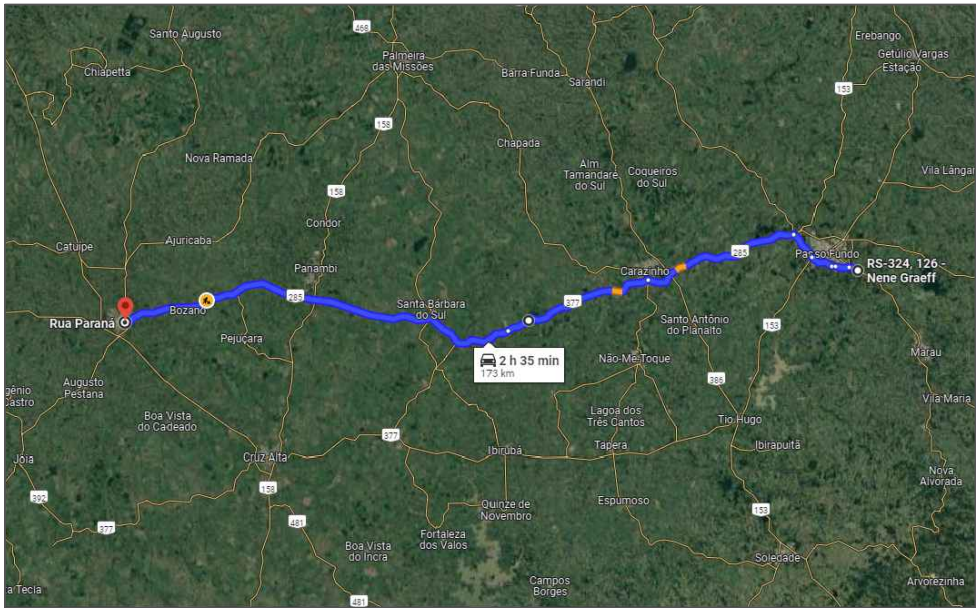 468
Santo Augusto
Erebango
Palmeira
das Missões
Getúlio Vargas
Estação
Chiapetta
Barra Funda
Sarandi
153
158
Chapada
Nova Ramada
Alm
Tamandaré
do Sul
Coqueiros
do Sul
Vila Lângar
158
Condor
Catuípe
Ajuricaba
285
Passo Fundo
RS-324, 126 -
Nene Graeff
Panambi
Carazinho
285
377
Bozano
Santa Bárbara
do Sul
Rua Paraná
Santo Antônio
do Planalto
153
Pejuçara
2 h 35 min
173 km
Não-Me-Toque
Marau
Augusto
Pestana
386
gênio
Castro
Vila Maria
Boa Vista
do Cadeado
Lagoa dos
Três Cantos
Tio Hugo
377
Ibirubá
Tapera
Ibirapuitã
Jóia
Cruz Alta
Nova
Alvorada
158
392
Quinze de
Novembro
Espumoso
153
377
481
Fortaleza
dos Valos
Boa Vista
do Incra
Soledade
Campos
Borges
Arvorezinha
ta Tecla
481